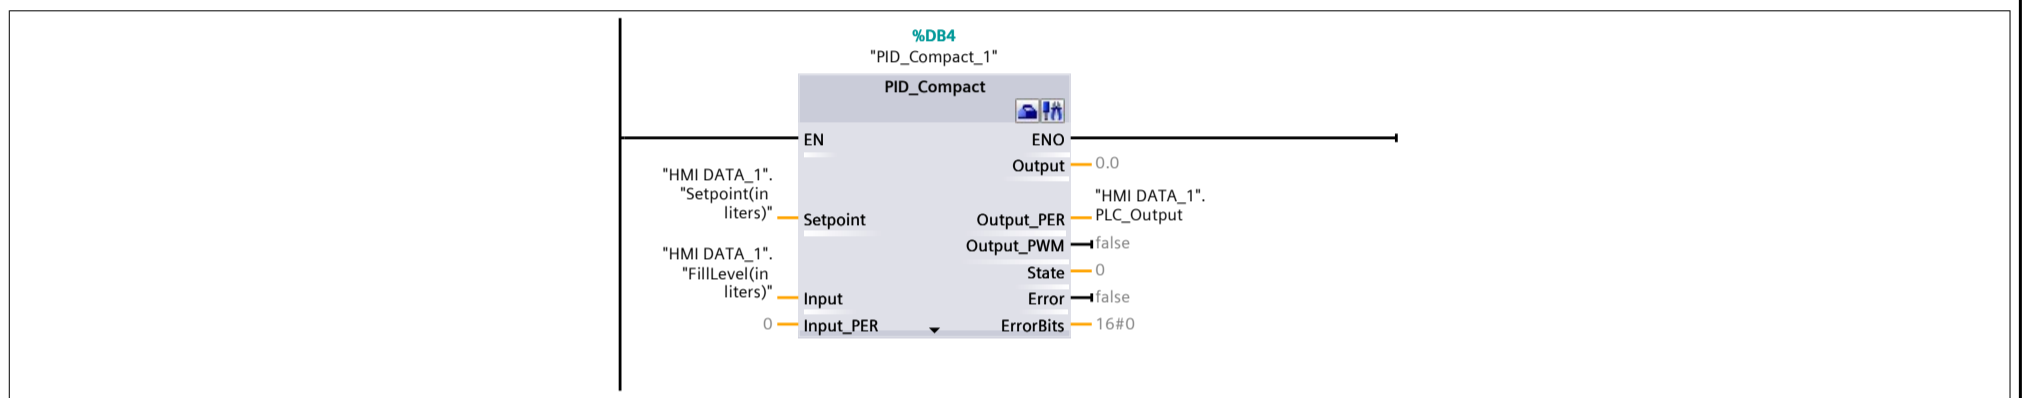 %DB4
"PID_Compact_1"
PID_Compact
EN
ENO
Output
0.0
"HMI DATA_1".
"Setpoint(in
liters)"
Setpoint
Output_PER
"HMI DATA_1".
PLC_Output
Output_PWM
false
"HMI DATA_1".
"FillLevel(in
liters)"
Input
State
0
Error
false
0
Input_PER
ErrorBits
16#0